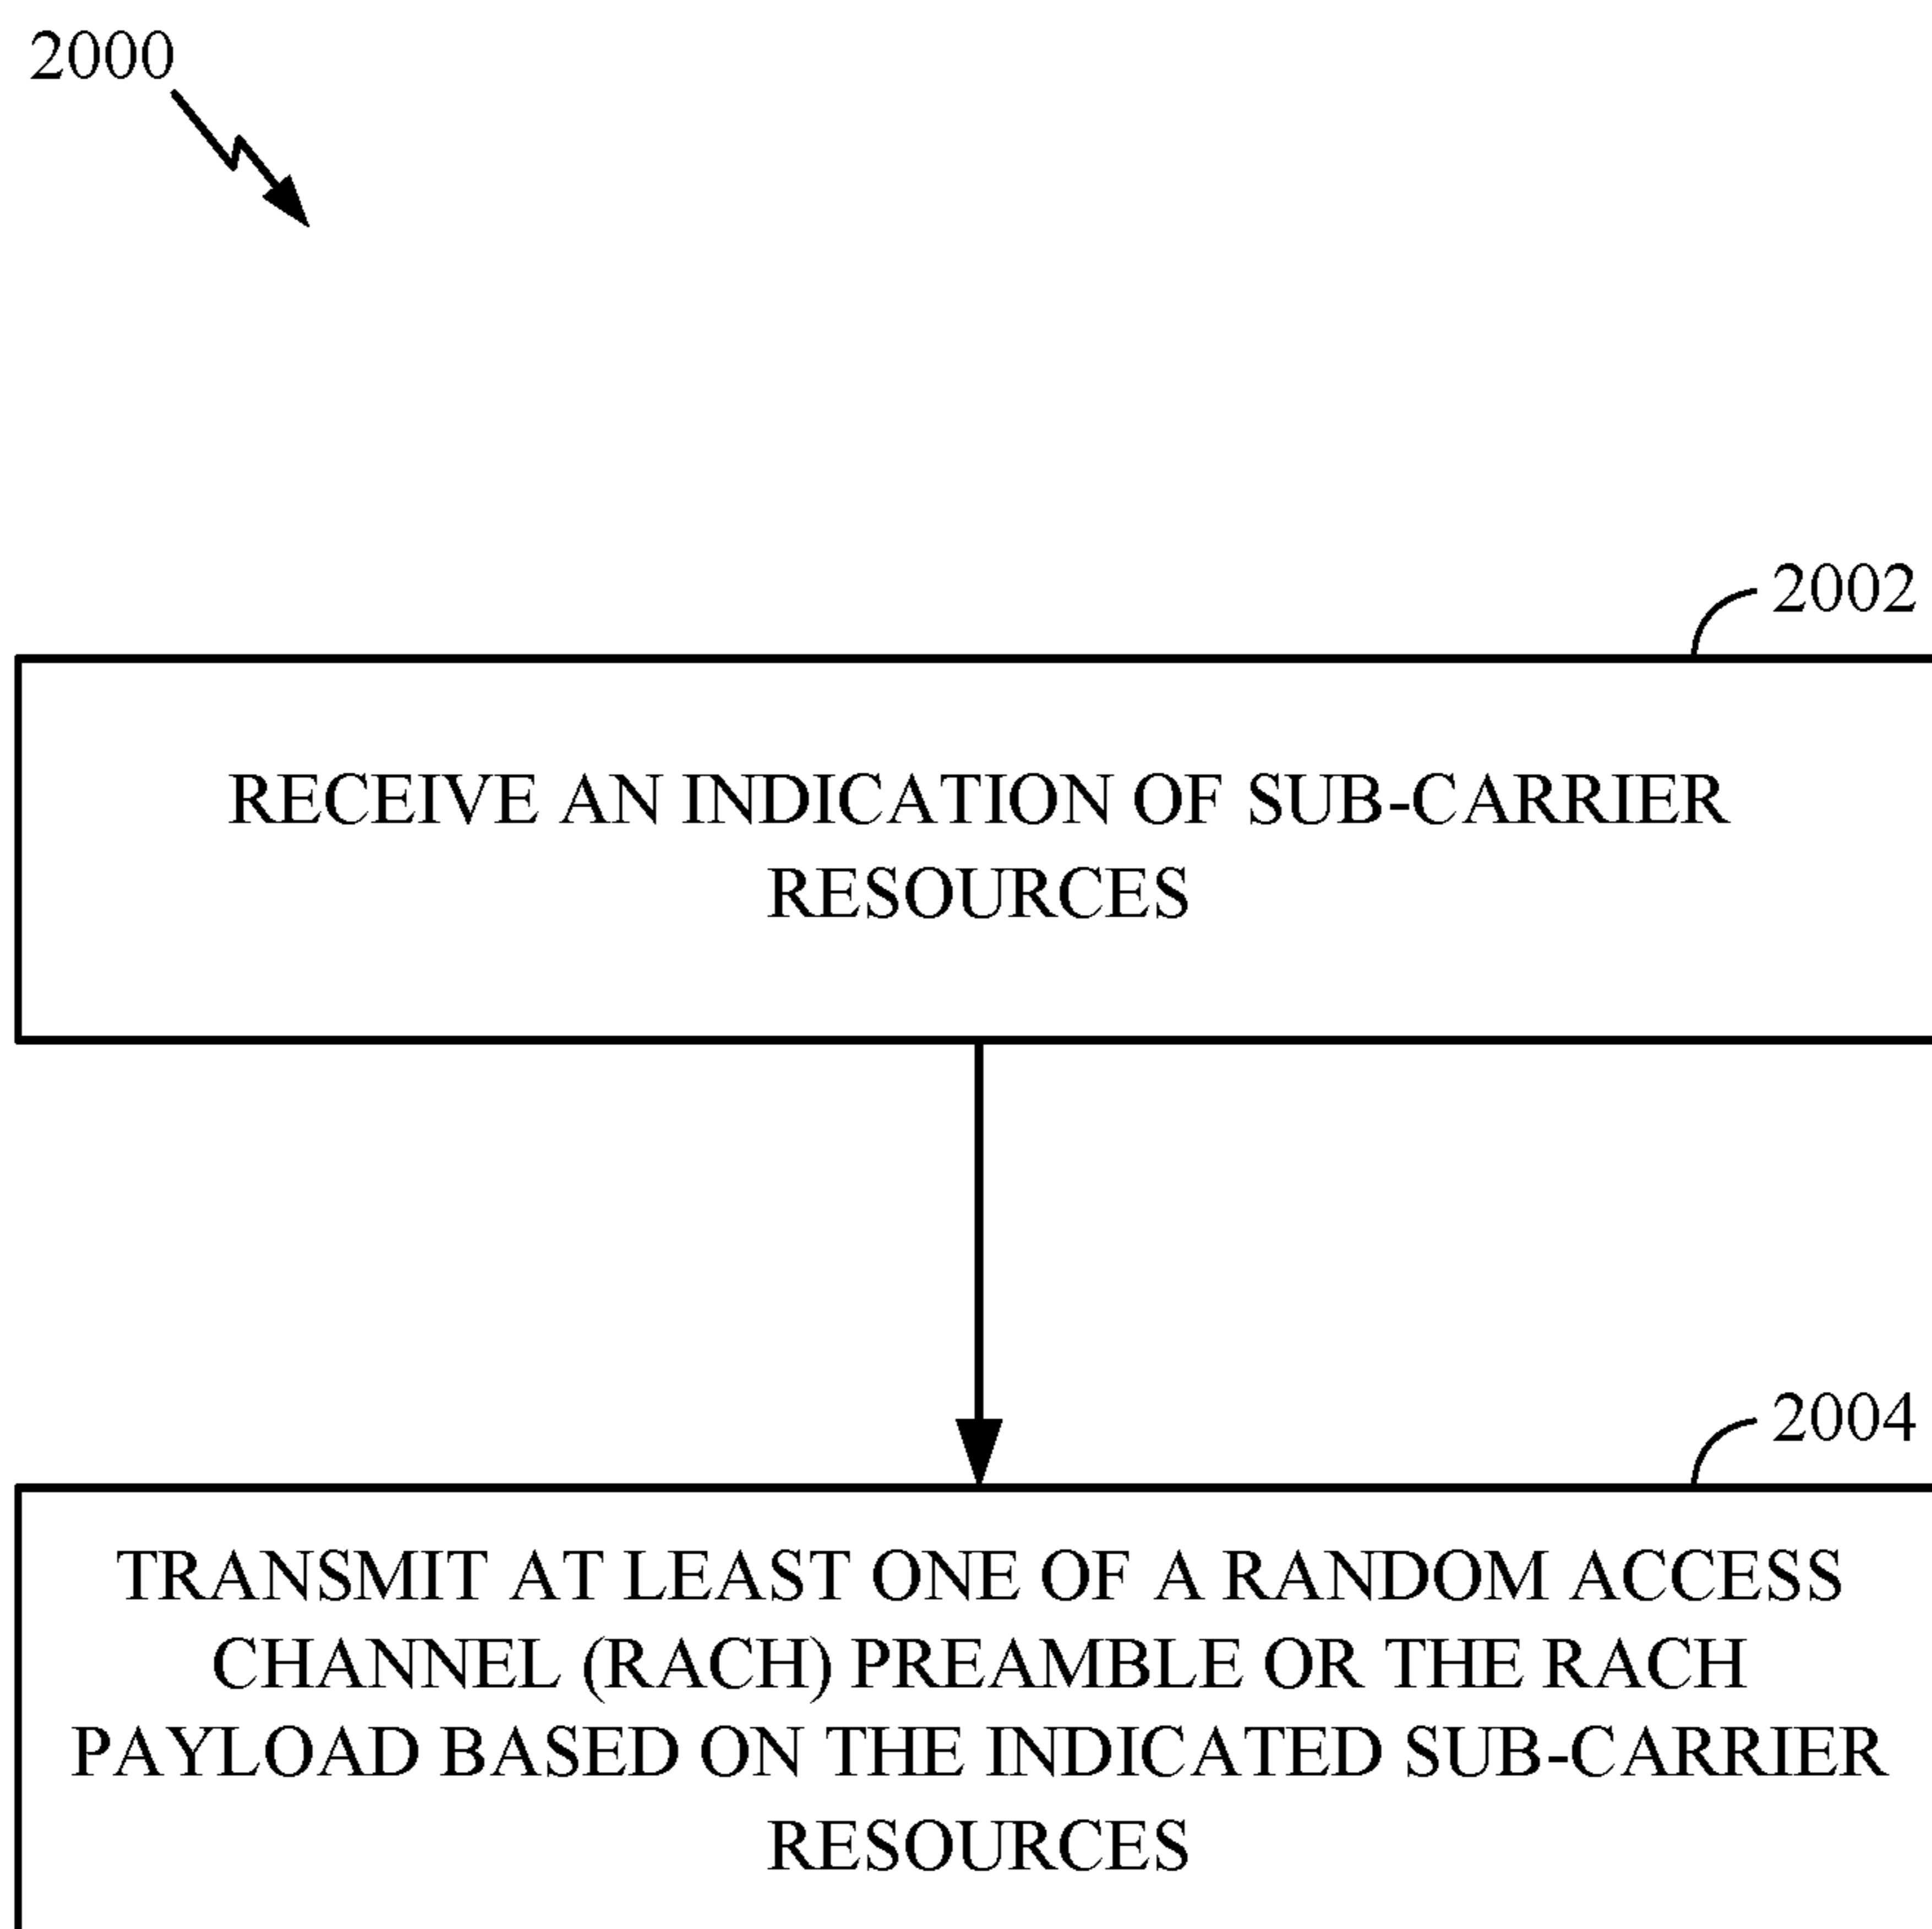 2000
2002
RECEIVE AN INDICATION OF SUB-CARRIER
RESOURCES
2004
TRANSMIT AT LEAST ONE OF A RANDOM ACCESS
CHANNEL (RACH) PREAMBLE OR THE RACH
PAYLOAD BASED ON THE INDICATED SUB-CARRIER
RESOURCES